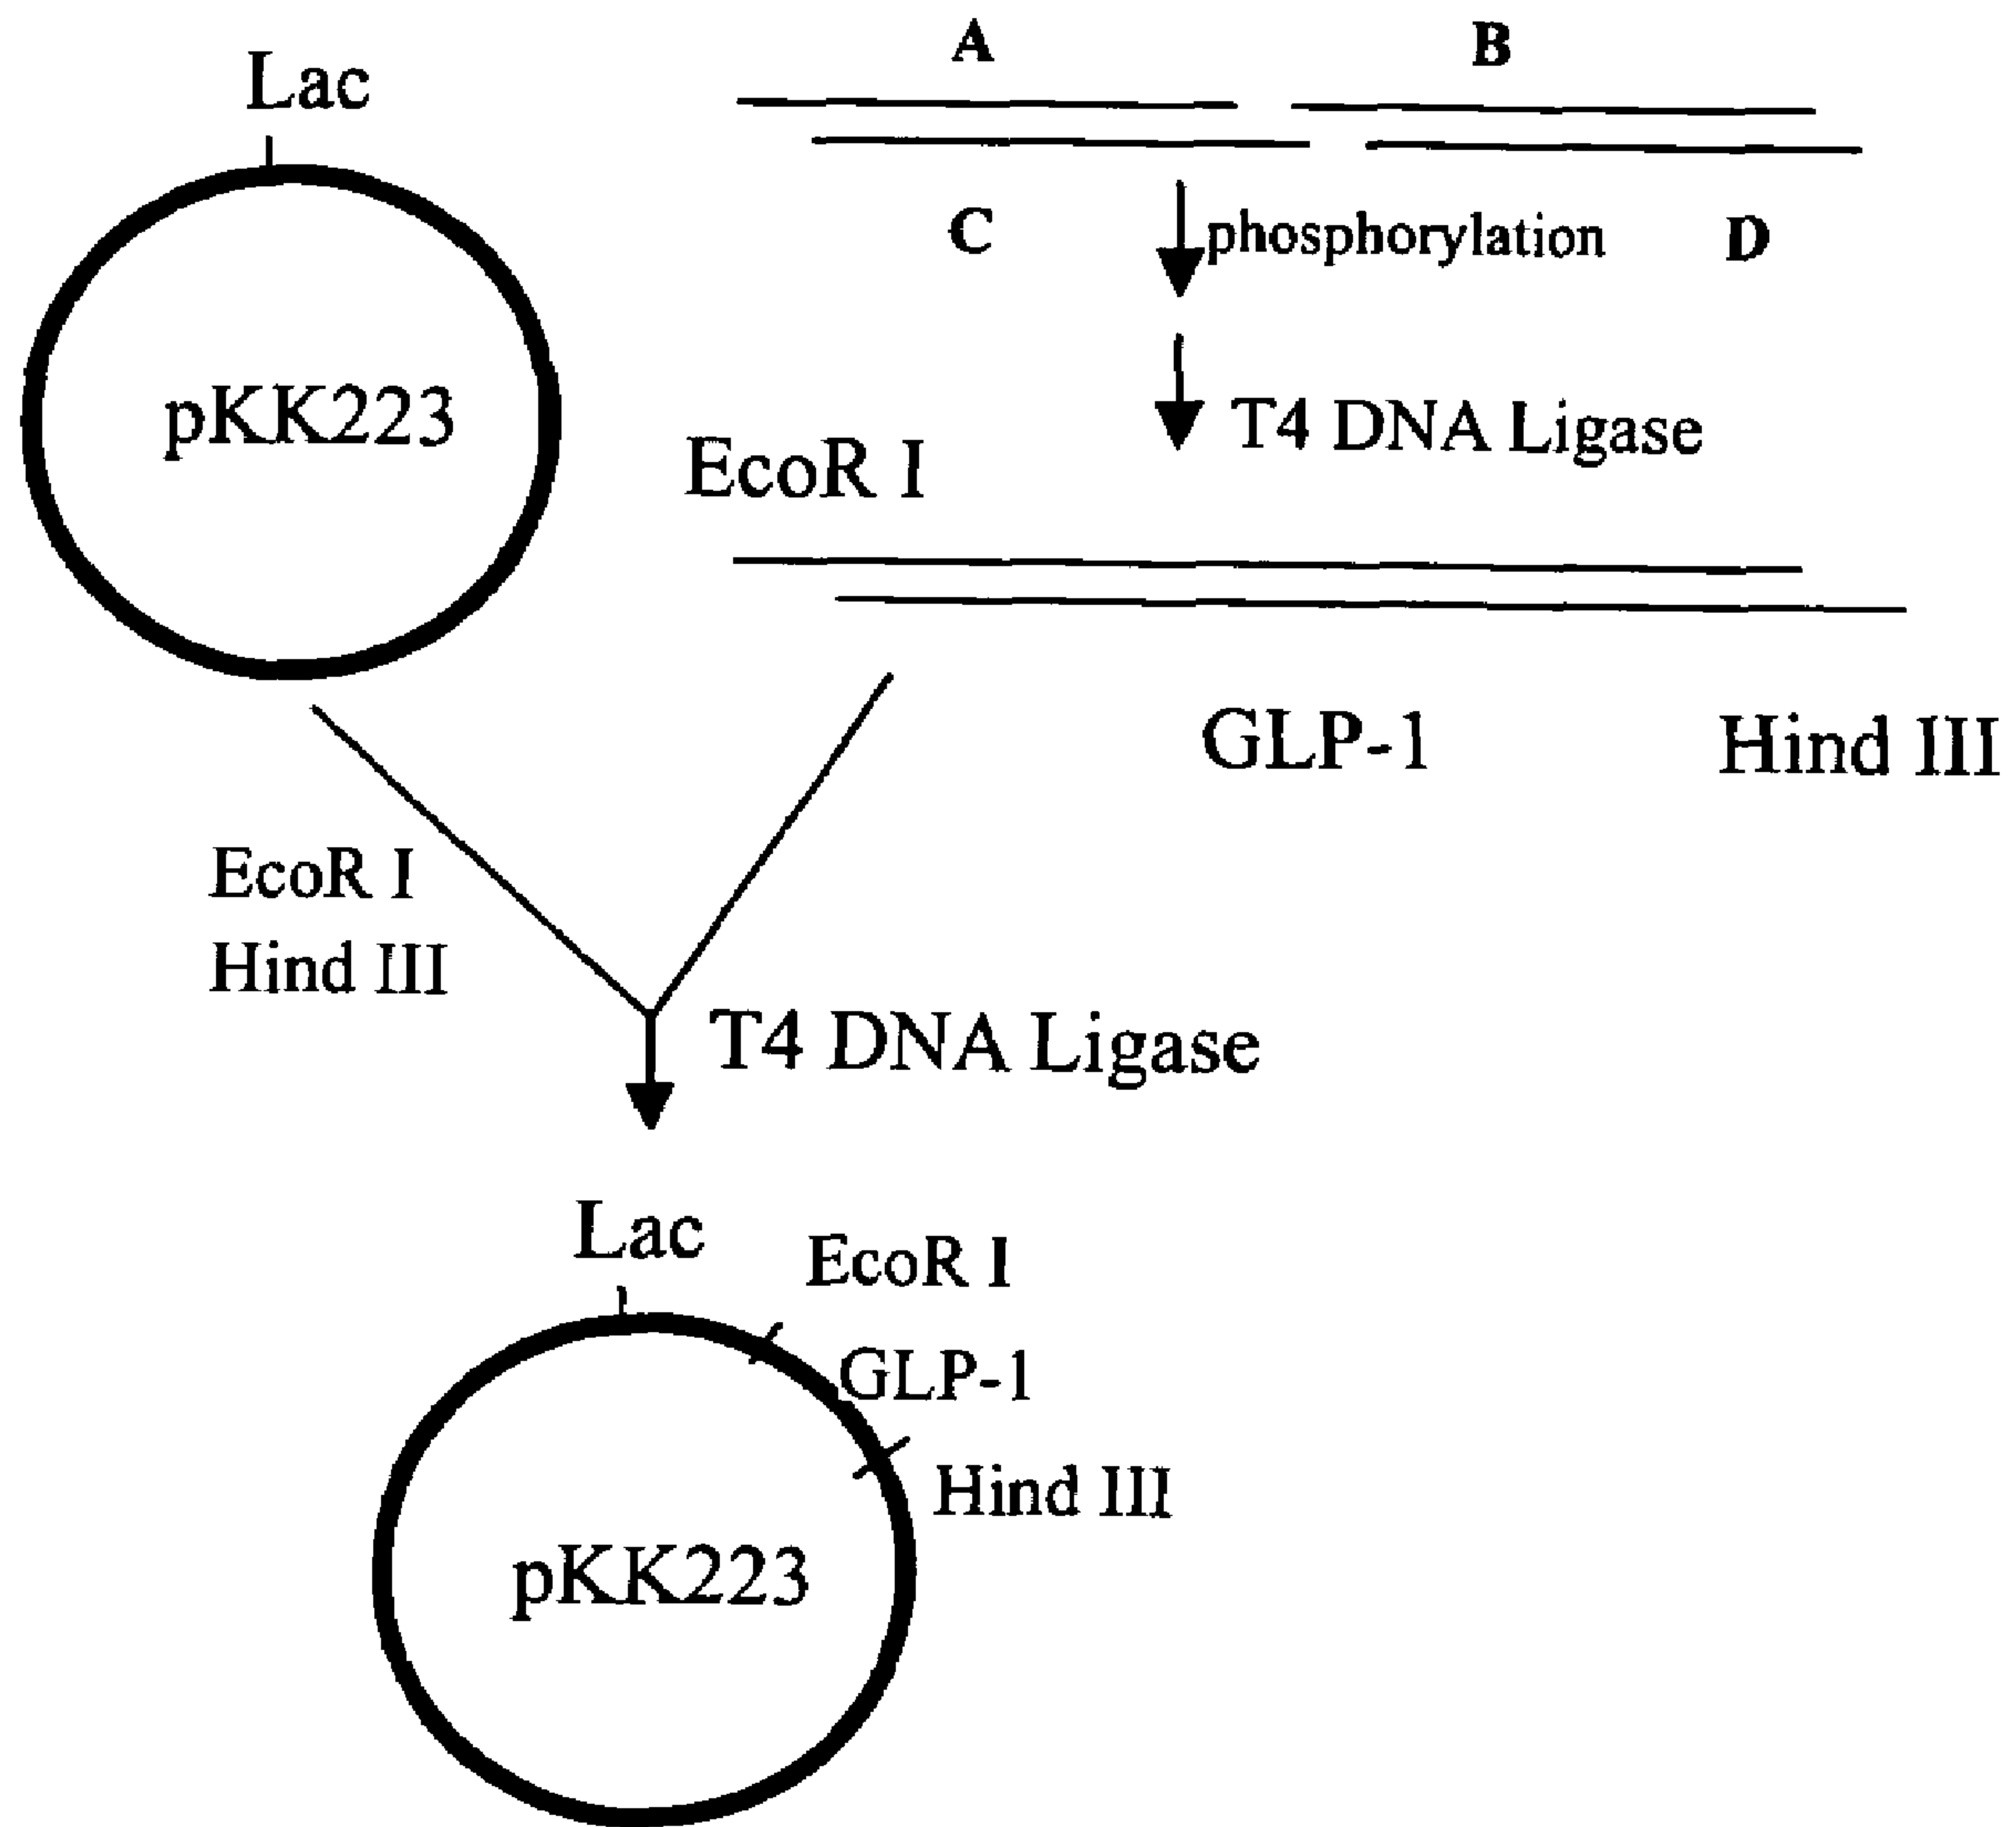 Lac
A
B
C
phosphorylation
D
pKK223
T4 DNA Ligase
EcoR I
GLP-1
Hind III
EcoR I
Hind III
T4 DNA Ligase
Lac
EcoR I
GLP-1
Hind III
pKK223